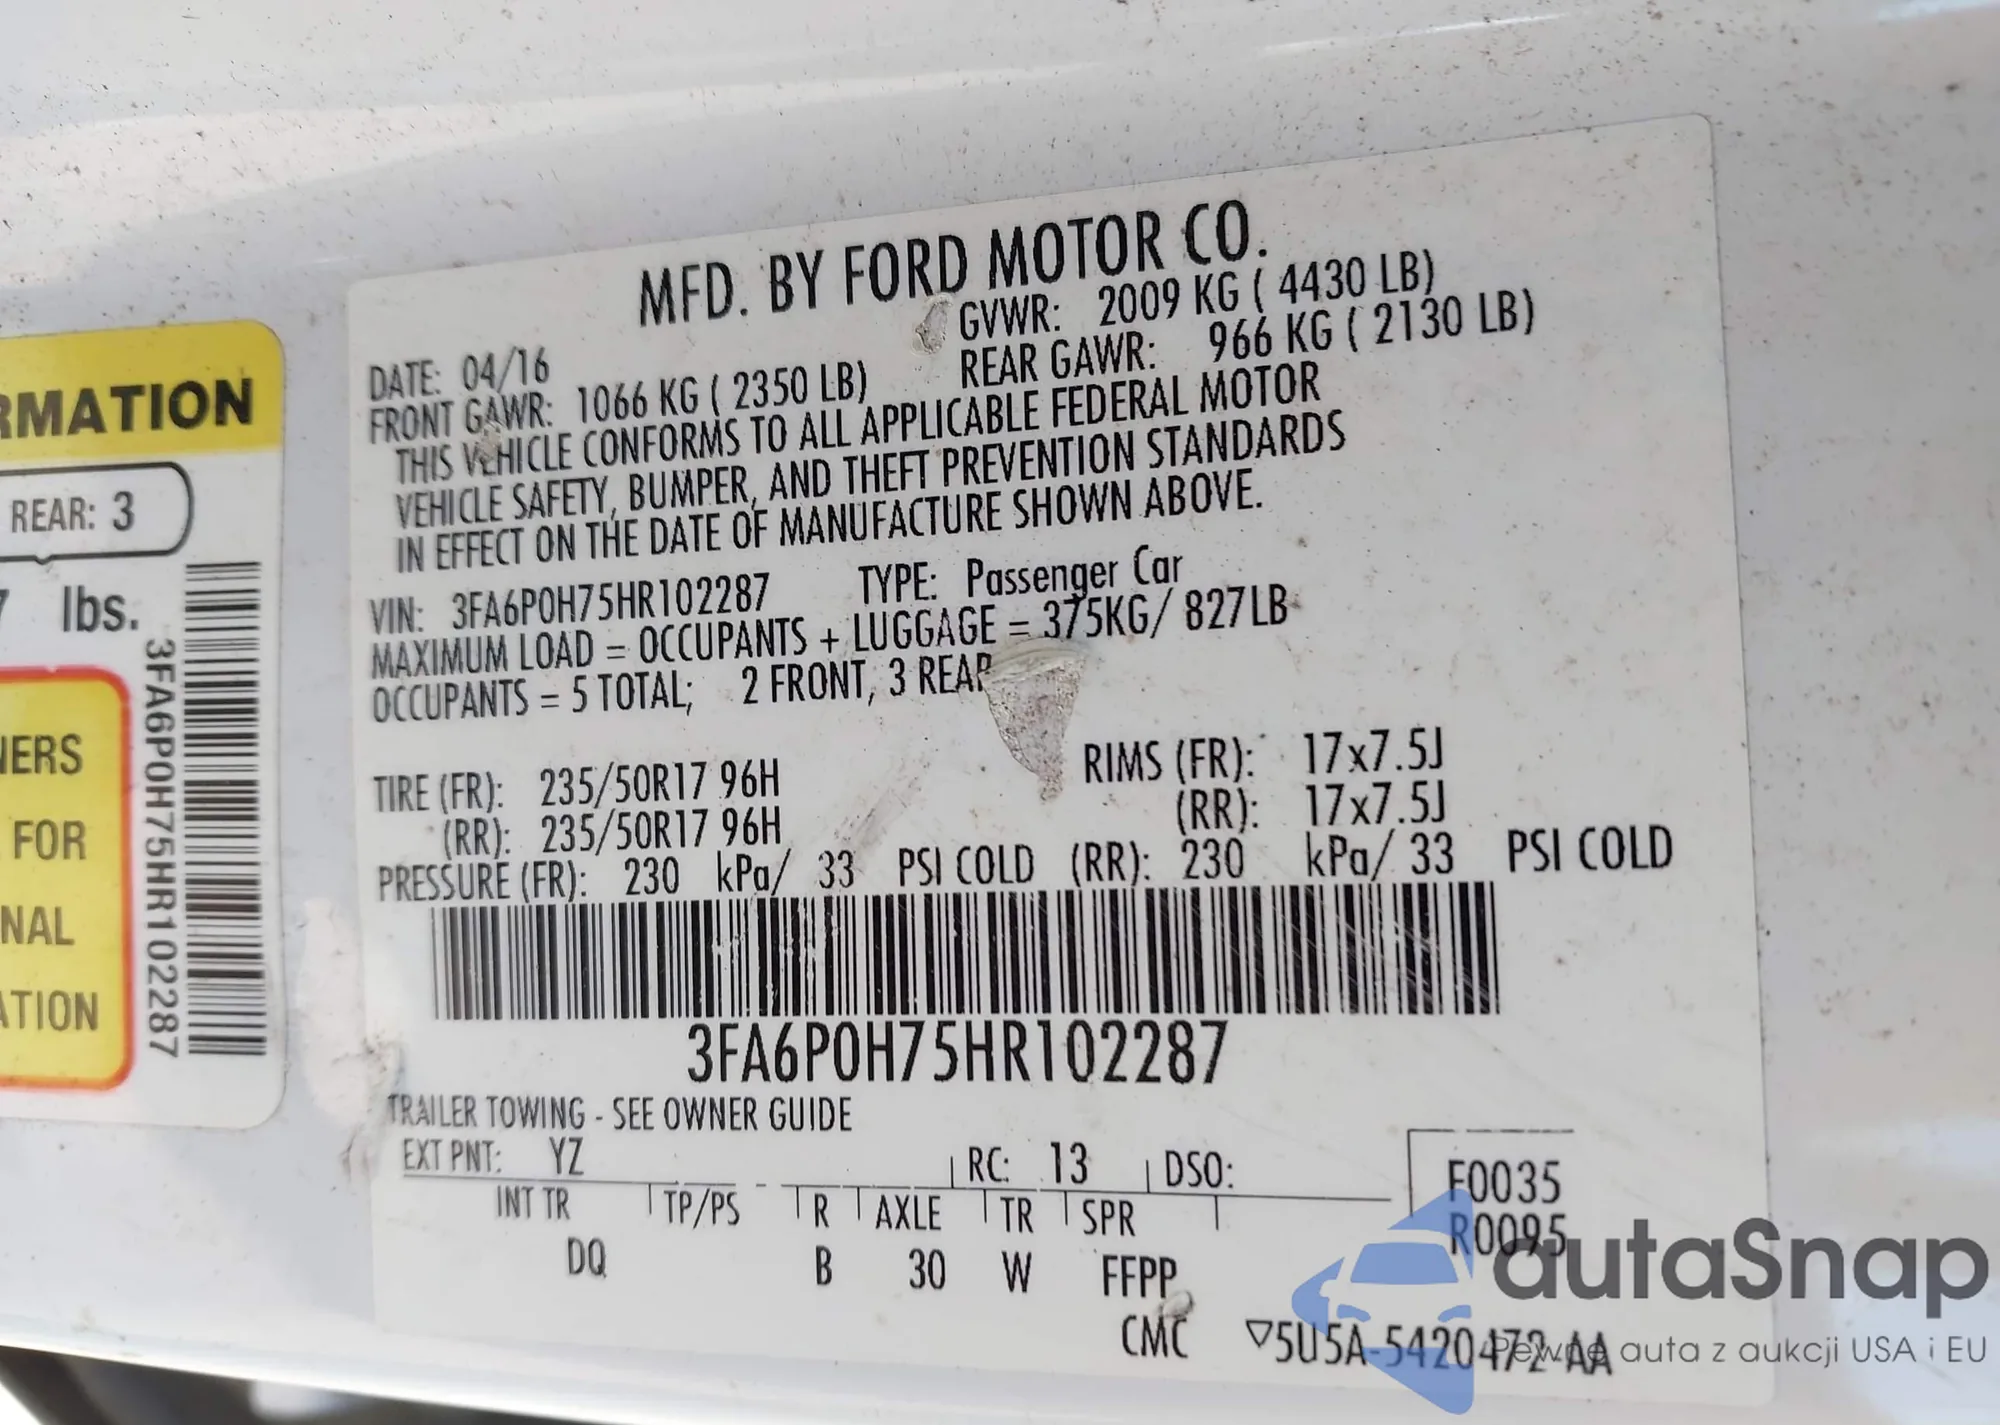 RMATION
REAR: 3
7 lbs.
3FA6P0H75HR102287
NERS
FOR
NAL
ATION
MFD. BY FORD MOTOR CO.
DATE: 04/16 GVWR: 2009 KG ( 4430 LB)
FRONT GAWR: 1066 KG ( 2350 LB) REAR GAWR: 966 KG ( 2130 LB)
THIS VEHICLE CONFORMS TO ALL APPLICABLE FEDERAL MOTOR
VEHICLE SAFETY, BUMPER, AND THEFT PREVENTION STANDARDS
IN EFFECT ON THE DATE OF MANUFACTURE SHOWN ABOVE.
VIN: 3FA6P0H75HR102287 TYPE: Passenger Car
MAXIMUM LOAD = OCCUPANTS + LUGGAGE = 375KG/ 827LB
OCCUPANTS = 5 TOTAL; 2 FRONT, 3 REAR
TIRE (FR): 235/50R17 96H RIMS (FR): 17x7.5J
(RR): 235/50R17 96H (RR): 17x7.5J
PRESSURE (FR): 230 kPa/ 33 PSI COLD (RR): 230 kPa/ 33 PSI COLD
3FA6P0H75HR102287
TRAILER TOWING - SEE OWNER GUIDE
EXT PNT: YZ RC: 13 DSO:
F0035
R0095
INT TR TP/PS R AXLE TR SPR
DQ B 30 W FFPP
CMC ▽5U5A-5420472-AA
autaSnap
Pewne auta z aukcji USA i EU